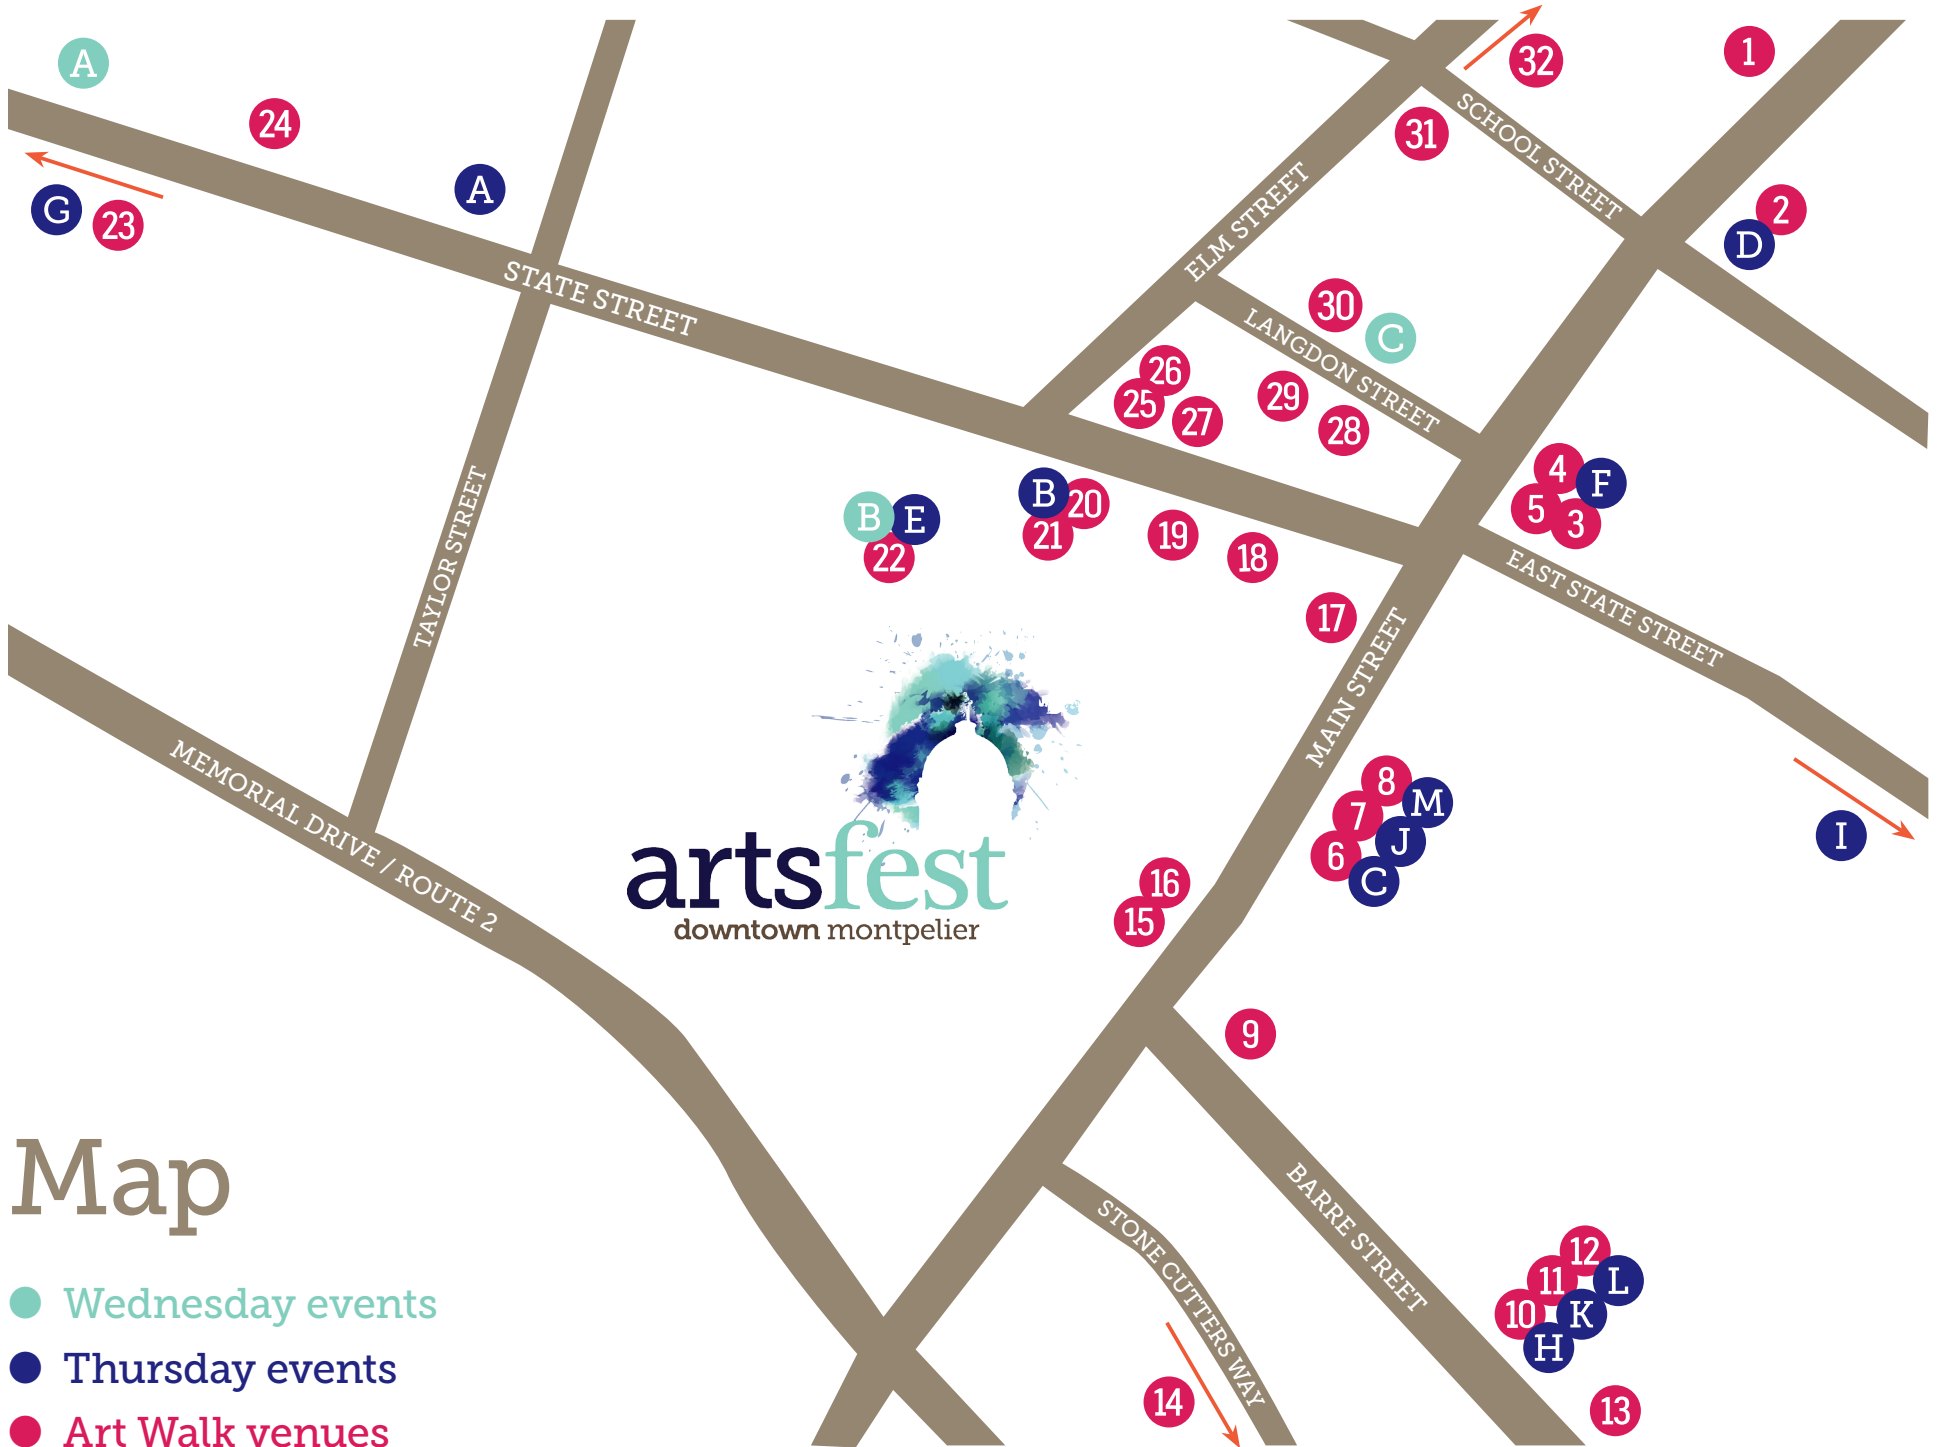 A
24
A
G
23
32
1
31
SCHOOL STREET
2
D
ELM STREET
STATE STREET
30
C
LANGDON STREET
26
25
27
29
28
4
F
5
3
B
20
21
B
E
22
19
18
17
EAST STATE STREET
TAYLOR STREET
MAIN STREET
MEMORIAL DRIVE / ROUTE 2
8
M
7
J
6
C
I
artsfest
downtown montpelier
16
15
9
Map
BARRE STREET
STONE CUTTERS WAY
12
11
L
10
K
H
14
13
Wednesday events
Thursday events
Art Walk venues